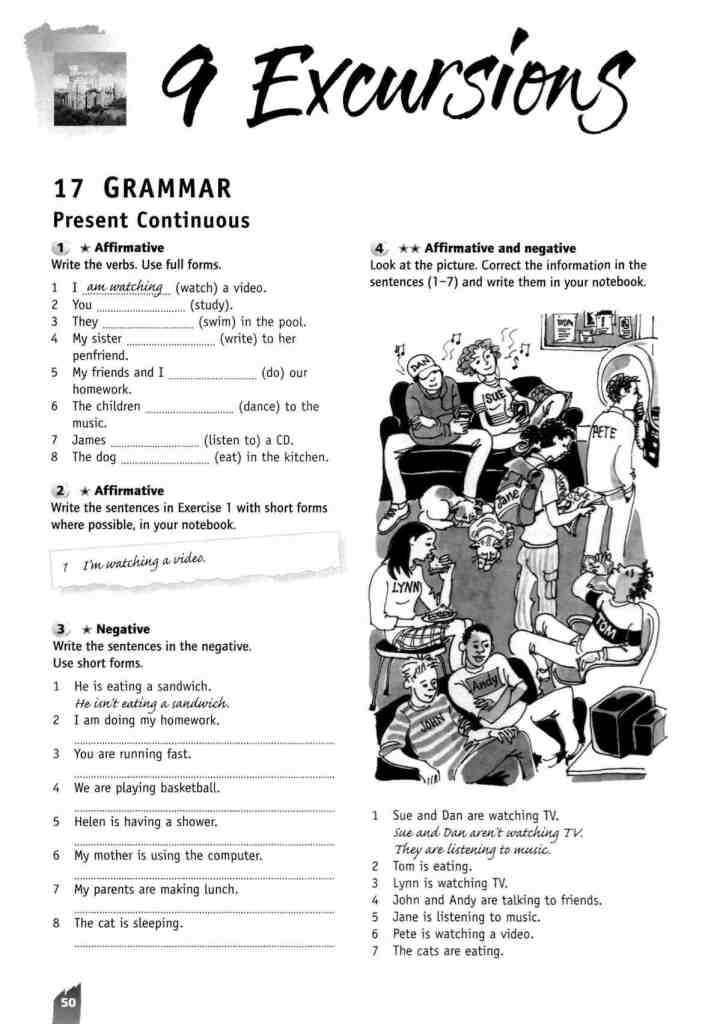 9 Excursions
17 GRAMMAR
Present Continuous
1 ★ Affirmative
Write the verbs. Use full forms.
1 I am watching (watch) a video.
2 You ........................ (study).
3 They ........................ (swim) in the pool.
4 My sister ........................ (write) to her
penfriend.
5 My friends and I ........................ (do) our
homework.
6 The children ........................ (dance) to the
music.
7 James ........................ (listen to) a CD.
8 The dog ........................ (eat) in the kitchen.
2 ★ Affirmative
Write the sentences in Exercise 1 with short forms
where possible, in your notebook.
1 I'm watching a video.
3 ★ Negative
Write the sentences in the negative.
Use short forms.
1 He is eating a sandwich.
He isn't eating a sandwich.
2 I am doing my homework.
3 You are running fast.
4 We are playing basketball.
5 Helen is having a shower.
6 My mother is using the computer.
7 My parents are making lunch.
8 The cat is sleeping.
4 ★★ Affirmative and negative
Look at the picture. Correct the information in the
sentences (1–7) and write them in your notebook.
DAN
SUE
PETE
Jane
LYNN
TOM
Andy
JOHN
1 Sue and Dan are watching TV.
Sue and Dan aren't watching TV.
They are listening to music.
2 Tom is eating.
3 Lynn is watching TV.
4 John and Andy are talking to friends.
5 Jane is listening to music.
6 Pete is watching a video.
7 The cats are eating.
50